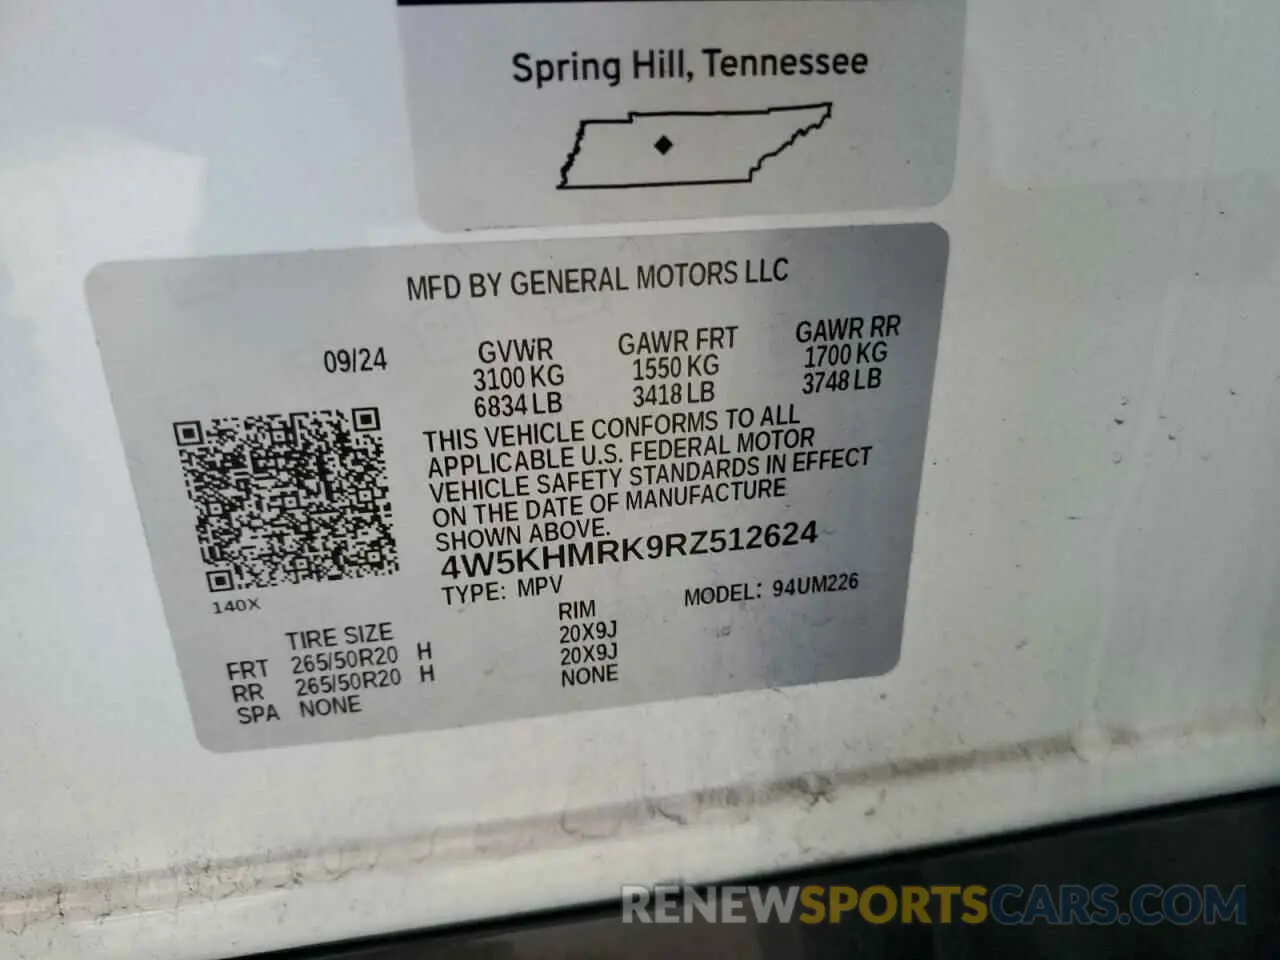 Spring Hill, Tennessee
MFD BY GENERAL MOTORS LLC
09/24 GVWR GAWR FRT GAWR RR
3100 KG 1550 KG 1700 KG
6834 LB 3418 LB 3748 LB
THIS VEHICLE CONFORMS TO ALL
APPLICABLE U.S. FEDERAL MOTOR
VEHICLE SAFETY STANDARDS IN EFFECT
ON THE DATE OF MANUFACTURE
SHOWN ABOVE.
4W5KHMRK9RZ512624
TYPE: MPV MODEL: 94UM226
140X
TIRE SIZE RIM
FRT 265/50R20 H 20X9J
RR 265/50R20 H 20X9J
SPA NONE NONE
RENEWSPORTSCARS.COM